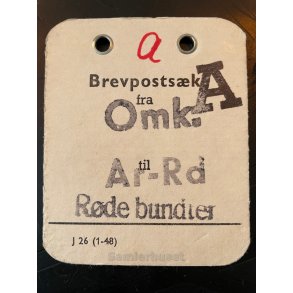 a
Brevpostsæk A
fra
Omk.
til
Ar-Rd
Røde bundter
J 26 (1-48)
Samlerhuset